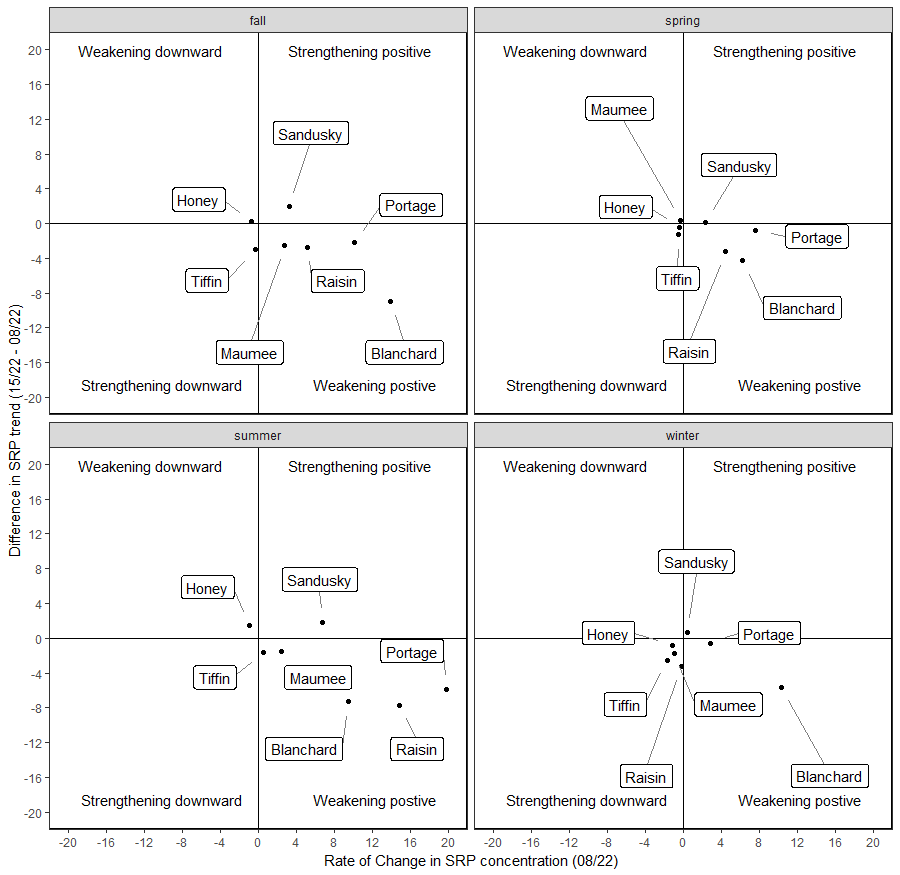 fall
spring
Weakening downward
Strengthening positive
Weakening downward
Strengthening positive
20
16
12
8
4
0
-4
-8
-12
-16
-20
Sandusky
Honey
Portage
Tiffin
Raisin
Maumee
Blanchard
Strengthening downward
Weakening postive
Maumee
Sandusky
Honey
Portage
Tiffin
Blanchard
Raisin
Strengthening downward
Weakening postive
Difference in SRP trend (15/22 - 08/22)
summer
winter
Weakening downward
Strengthening positive
Weakening downward
Strengthening positive
20
16
12
8
4
0
-4
-8
-12
-16
-20
Honey
Sandusky
Portage
Tiffin
Maumee
Blanchard
Raisin
Strengthening downward
Weakening postive
Sandusky
Honey
Portage
Tiffin
Maumee
Raisin
Blanchard
Strengthening downward
Weakening postive
-20 -16 -12 -8 -4 0 4 8 12 16 20
-20 -16 -12 -8 -4 0 4 8 12 16 20
Rate of Change in SRP concentration (08/22)